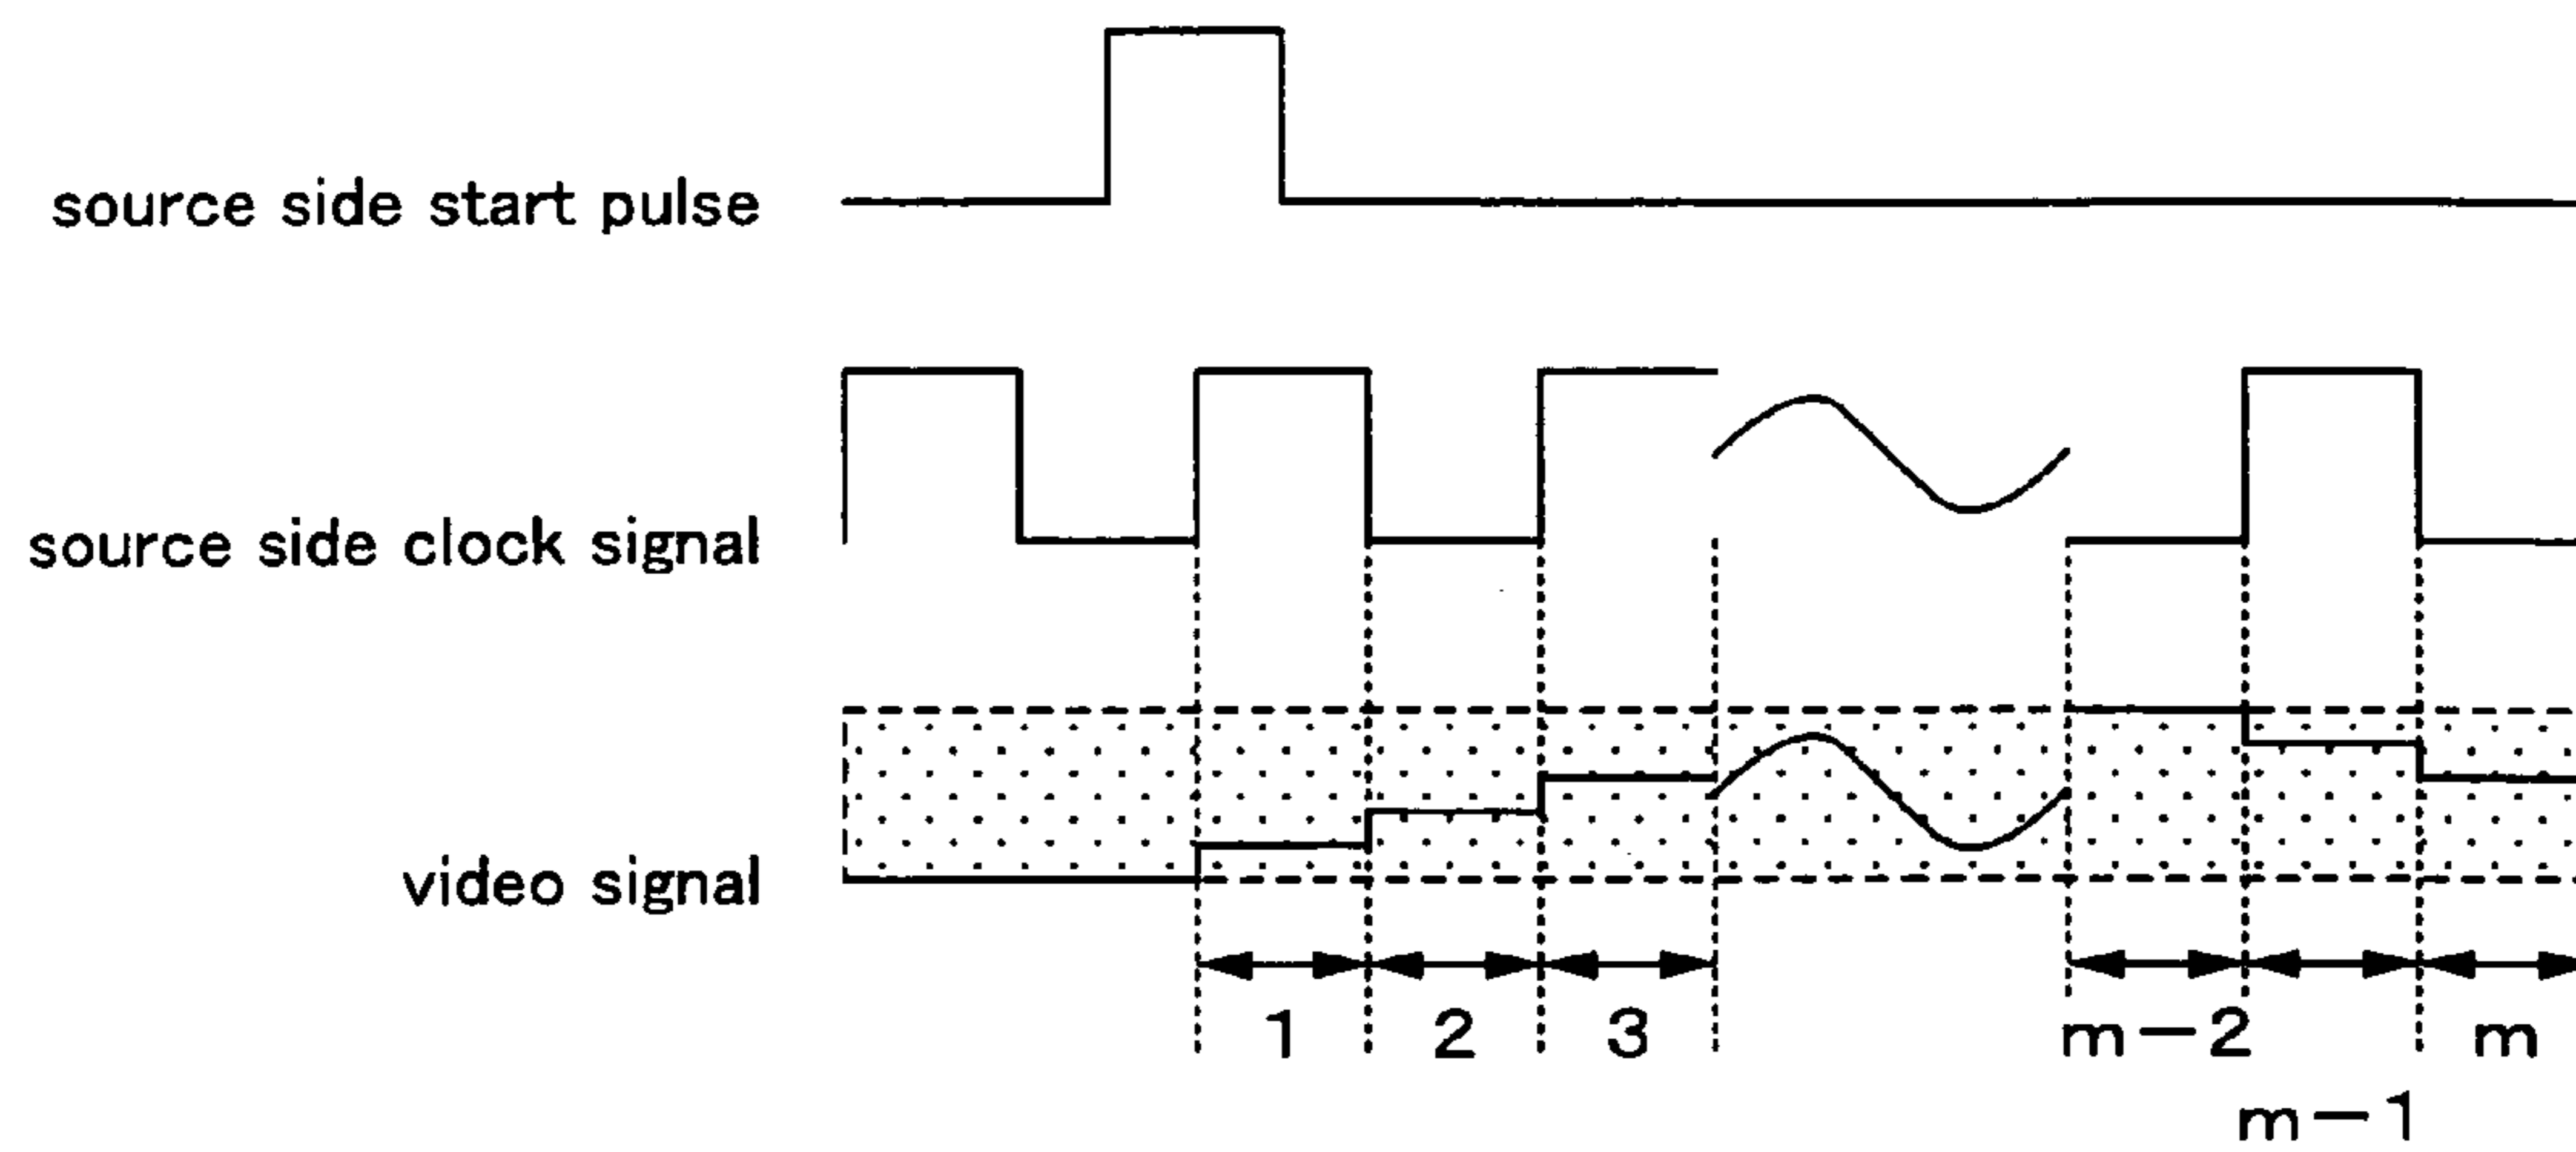 source side start pulse
source side clock signal
video signal
1 2 3 m-2 m
m-1